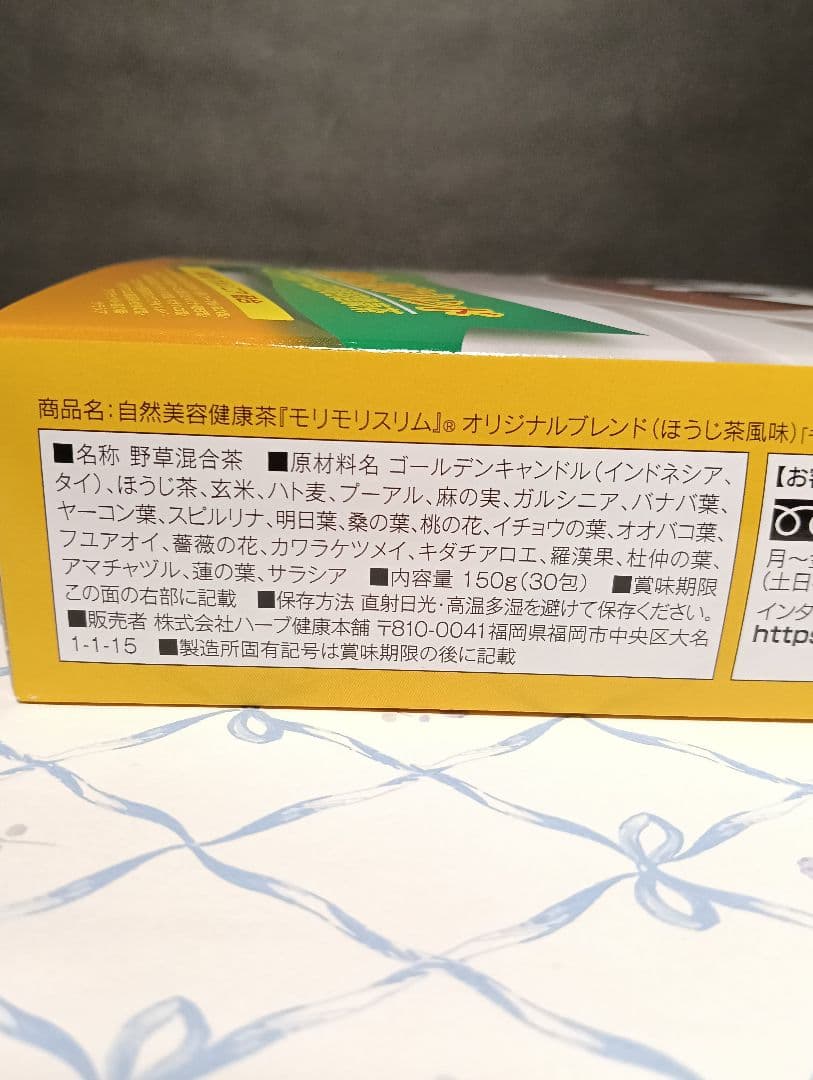 商品名:自然美容健康茶『モリモリスリム』® オリジナルブレンド(ほうじ茶風味)「
■名称 野草混合茶 ■原材料名 ゴールデンキャンドル(インドネシア、
タイ)、ほうじ茶、玄米、ハト麦、プーアル、麻の実、ガルシニア、バナバ葉、
ヤーコン葉、スピルリナ、明日葉、桑の葉、桃の花、イチョウの葉、オオバコ葉、
フユアオイ、薔薇の花、カワラケツメイ、キダチアロエ、羅漢果、杜仲の葉、
アマチャヅル、蓮の葉、サラシア ■内容量 150g(30包) ■賞味期限
この面の右部に記載 ■保存方法 直射日光・高温多湿を避けて保存ください。
■販売者 株式会社ハーブ健康本舗 〒810-0041福岡県福岡市中央区大名
1-1-15 ■製造所固有記号は賞味期限の後に記載
【お
月〜
(土日
インタ
https